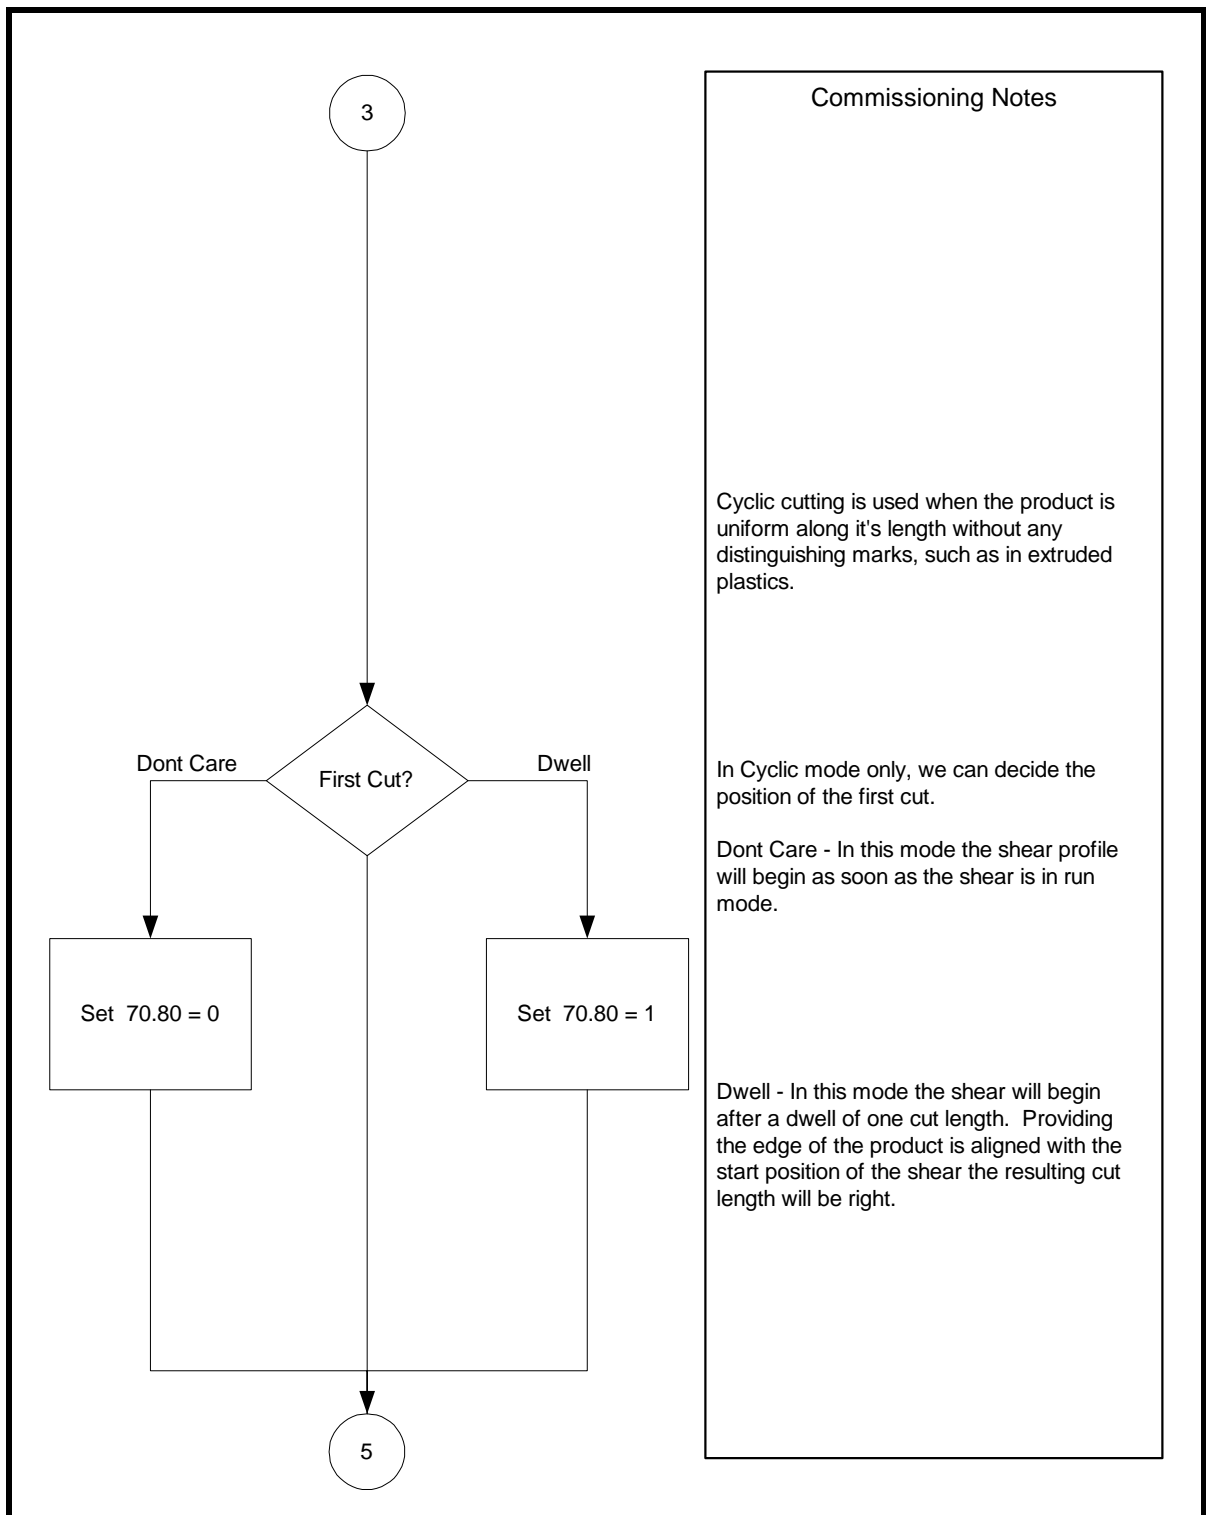 3
First Cut?
Dont Care
Dwell
Set 70.80 = 0
Set 70.80 = 1
5
Commissioning Notes
Cyclic cutting is used when the product is
uniform along it's length without any
distinguishing marks, such as in extruded
plastics.
In Cyclic mode only, we can decide the
position of the first cut.
Dont Care - In this mode the shear profile
will begin as soon as the shear is in run
mode.
Dwell - In this mode the shear will begin
after a dwell of one cut length.  Providing
the edge of the product is aligned with the
start position of the shear the resulting cut
length will be right.